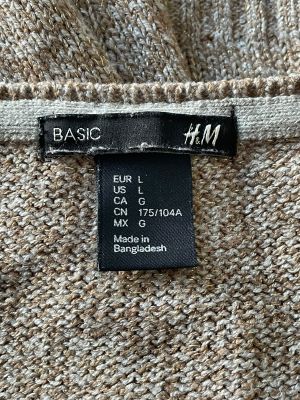 BASIC H&M
EUR L
US L
CA G
CN 175/104A
MX G
Made in
Bangladesh